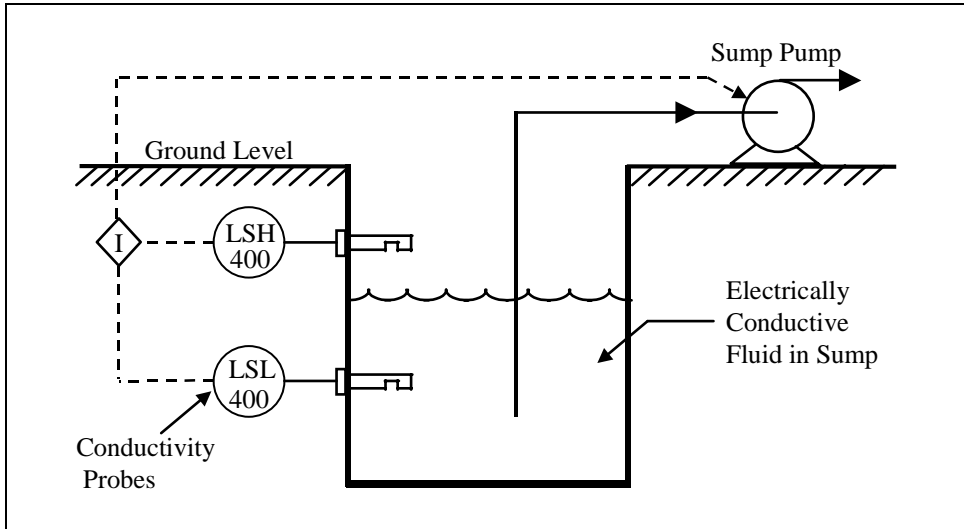 Sump Pump
Ground Level
I
LSH
400
Electrically
Conductive
Fluid in Sump
LSL
400
Conductivity
Probes